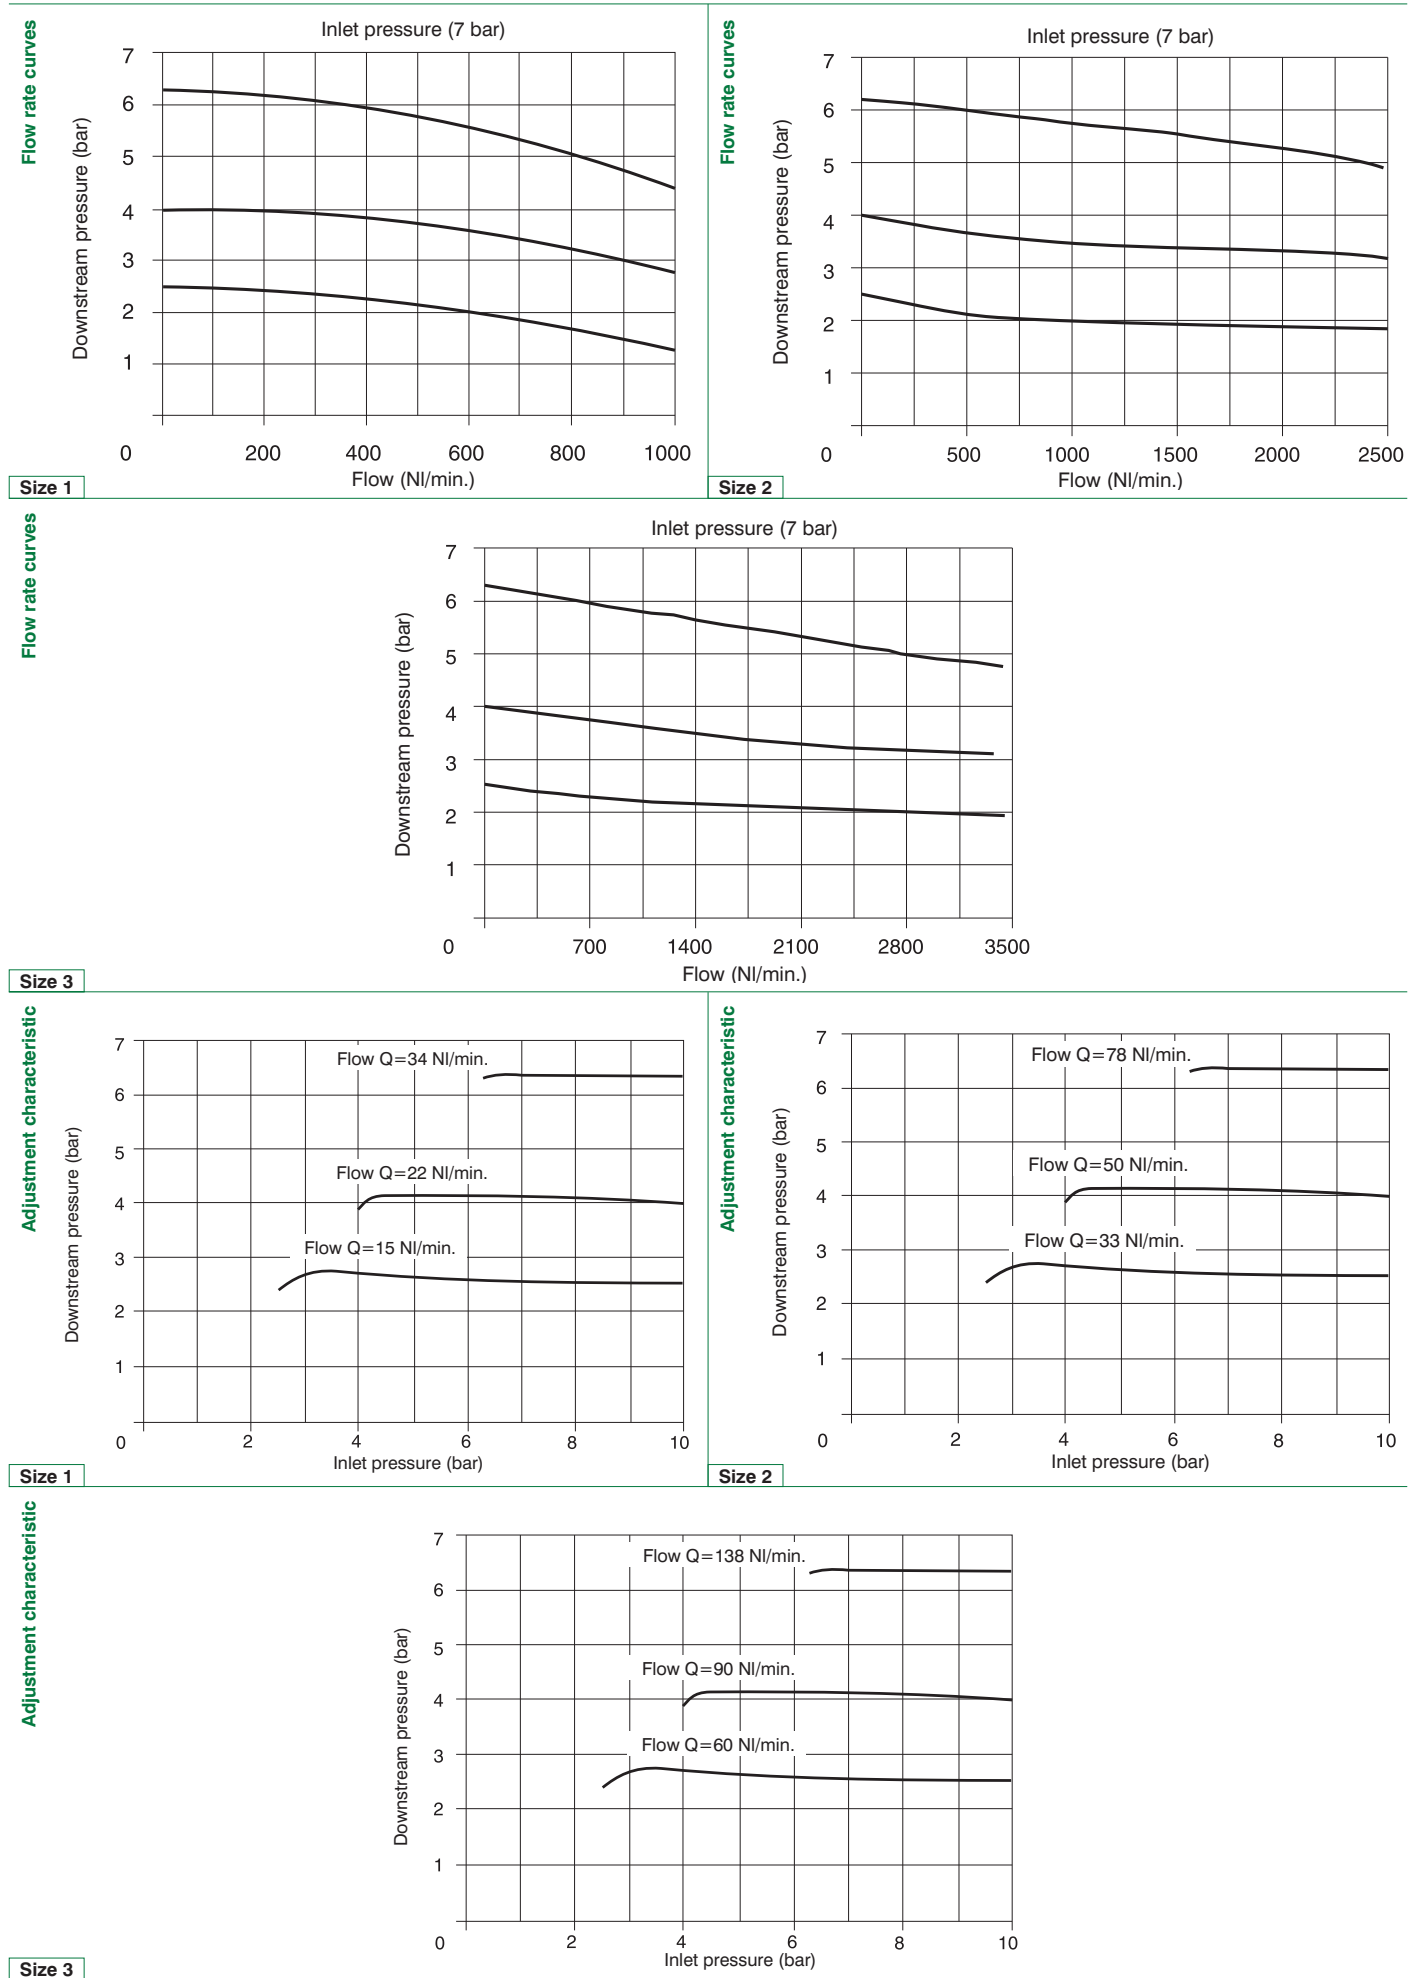 Flow rate curves
Inlet pressure (7 bar)
Downstream pressure (bar)
7
6
5
4
3
2
1
0 200 400 600 800 1000
Flow (Nl/min.)
Size 1
Flow rate curves
Inlet pressure (7 bar)
Downstream pressure (bar)
7
6
5
4
3
2
1
0 500 1000 1500 2000 2500
Flow (Nl/min.)
Size 2
Flow rate curves
Inlet pressure (7 bar)
Downstream pressure (bar)
7
6
5
4
3
2
1
0 700 1400 2100 2800 3500
Flow (Nl/min.)
Size 3
Adjustment characteristic
Downstream pressure (bar)
7
Flow Q=34 Nl/min.
6
5
Flow Q=22 Nl/min.
4
Flow Q=15 Nl/min.
3
2
1
0 2 4 6 8 10
Inlet pressure (bar)
Size 1
Adjustment characteristic
Downstream pressure (bar)
7
Flow Q=78 Nl/min.
6
5
Flow Q=50 Nl/min.
4
Flow Q=33 Nl/min.
3
2
1
0 2 4 6 8 10
Inlet pressure (bar)
Size 2
Adjustment characteristic
Downstream pressure (bar)
7
Flow Q=138 Nl/min.
6
5
Flow Q=90 Nl/min.
4
Flow Q=60 Nl/min.
3
2
1
0 2 4 6 8 10
Inlet pressure (bar)
Size 3